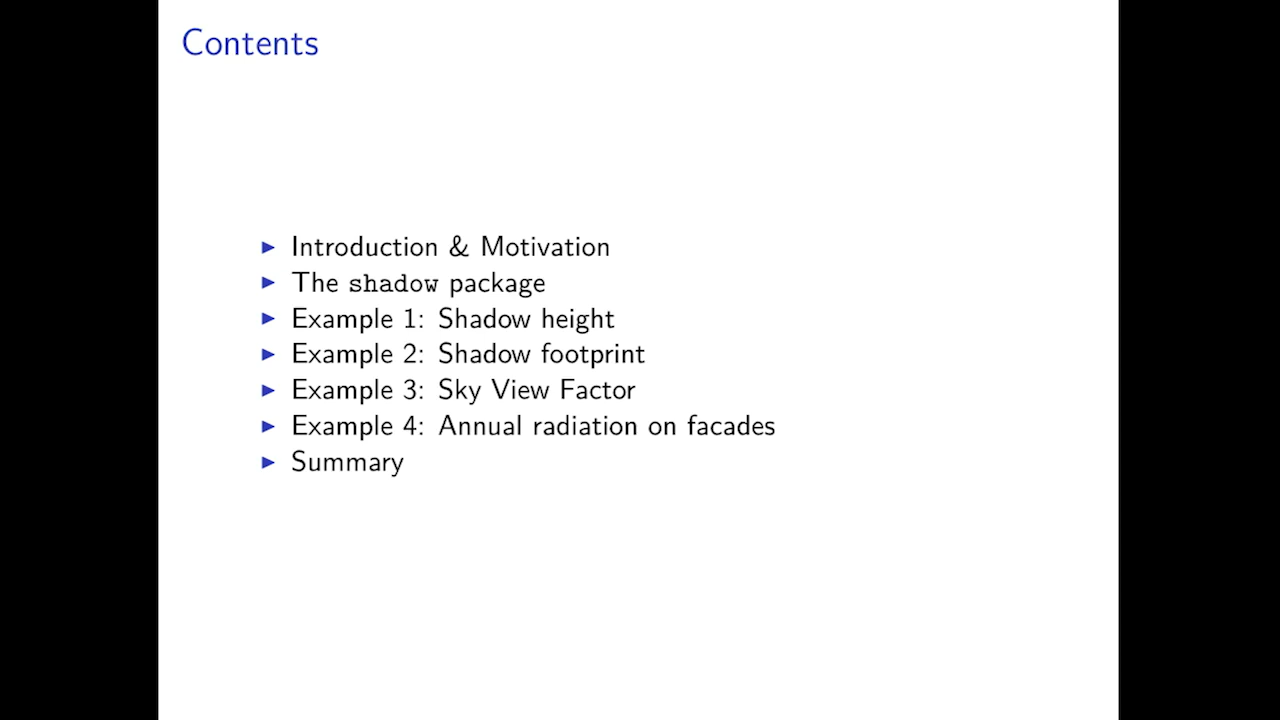 Contents
Introduction & Motivation
The shadow package
Example 1: Shadow height
Example 2: Shadow footprint
Example 3: Sky View Factor
Example 4: Annual radiation on facades
Summary